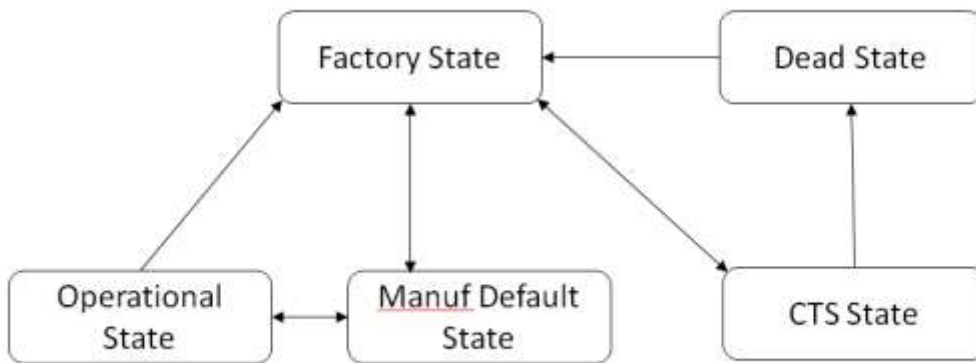 Factory State
Dead State
Operational
State
Manuf Default
State
CTS State